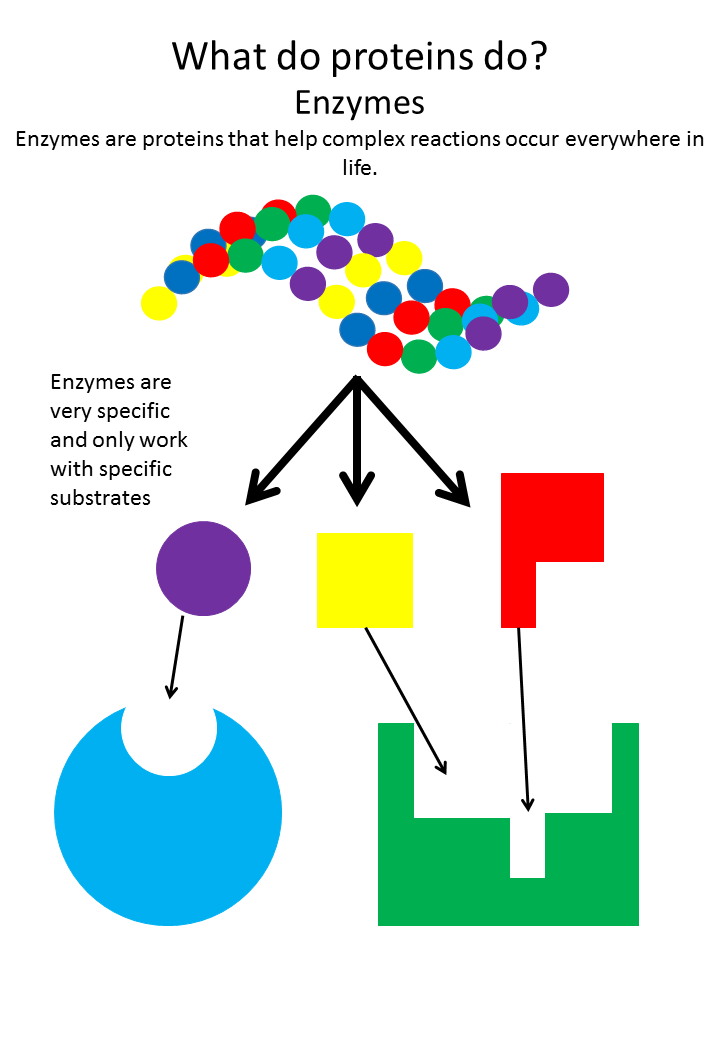 What do proteins do?
Enzymes
Enzymes are proteins that help complex reactions occur everywhere in
life.
Enzymes are
very specific
and only work
with specific
substrates